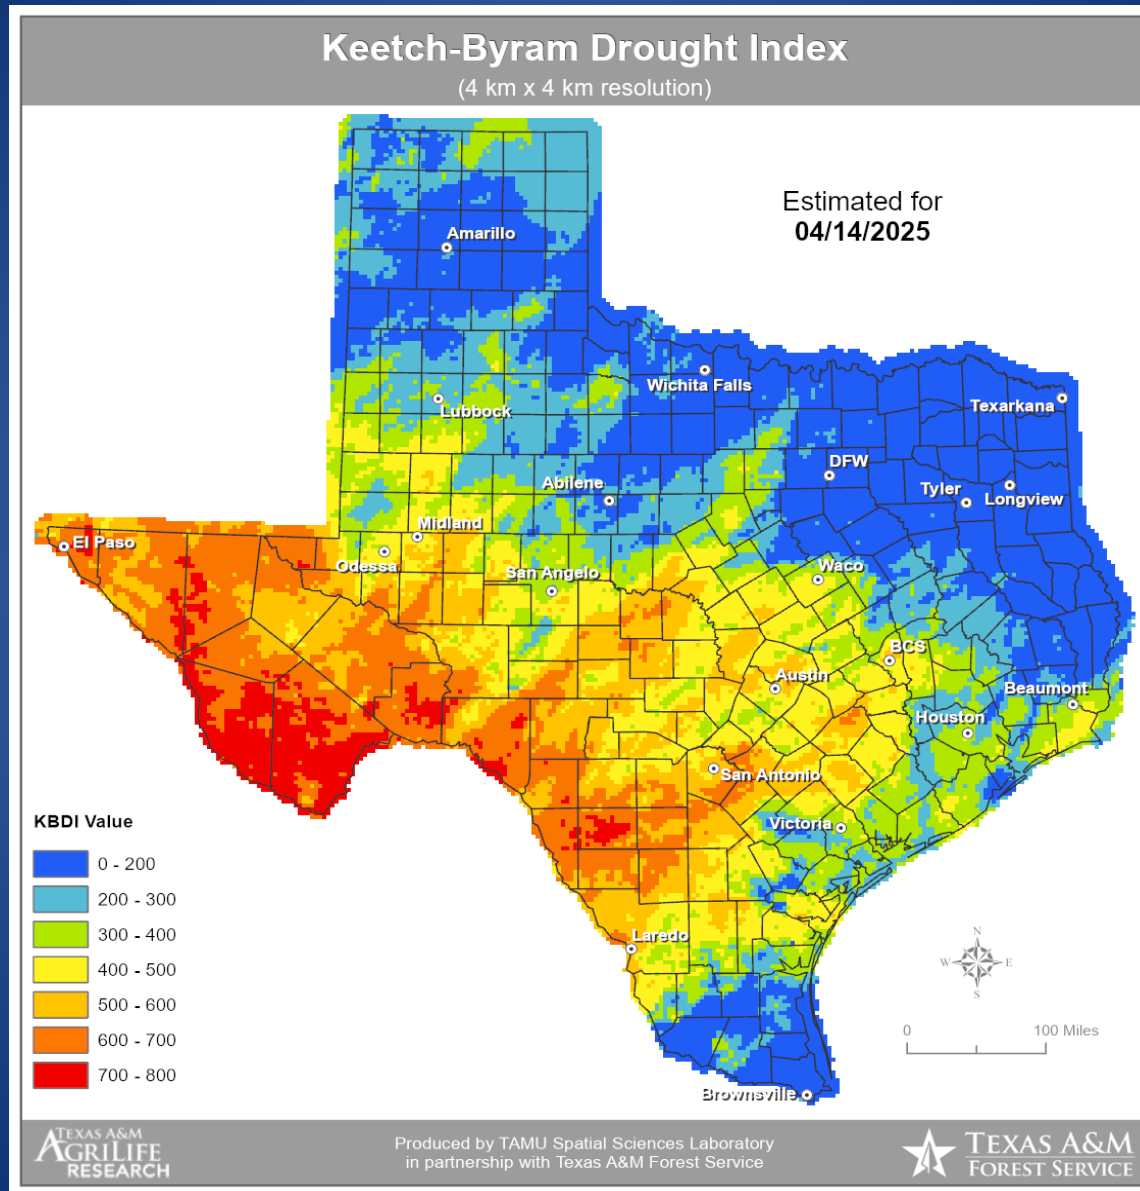 Keetch-Byram Drought Index
(4 km x 4 km resolution)
Estimated for
04/14/2025
Amarillo
Wichita Falls
Lubbock
Texarkana
DFW
Abilene
Tyler
Longview
Midland
El Paso
Odessa
San Angelo
Waco
BCS
Austin
Beaumont
Houston
San Antonio
Victoria
Laredo
Brownsville
KBDI Value
0 - 200
200 - 300
300 - 400
400 - 500
500 - 600
600 - 700
700 - 800
N
W
E
S
0
100 Miles
TEXAS A&M
AGRILIFE
RESEARCH
Produced by TAMU Spatial Sciences Laboratory
in partnership with Texas A&M Forest Service
TEXAS A&M
FOREST SERVICE